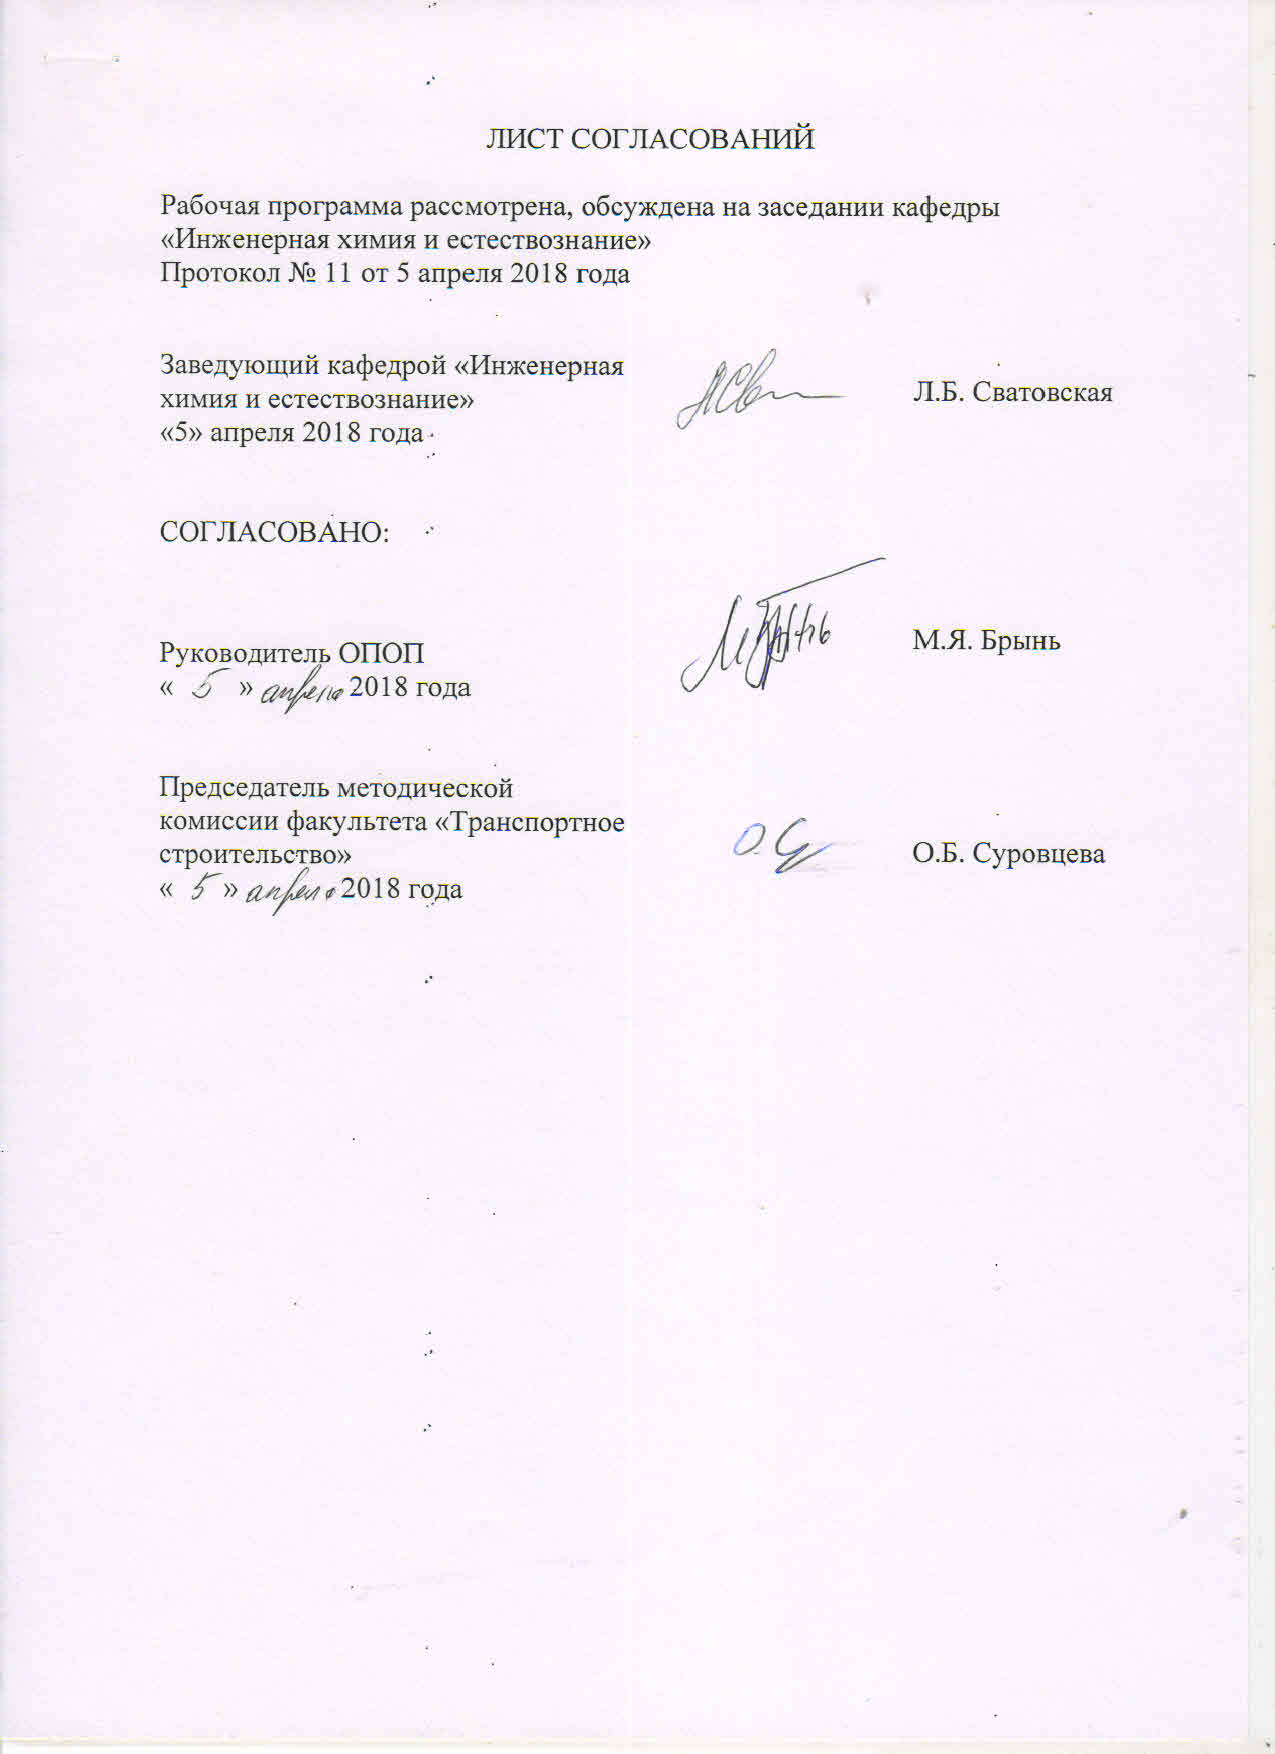 ЛИСТ СОГЛАСОВАНИЙ
Рабочая программа рассмотрена, обсуждена на заседании кафедры
«Инженерная химия и естествознание»
Протокол № 11 от 5 апреля 2018 года
Заведующий кафедрой «Инженерная
химия и естествознание»
Л.Б. Сватовская
«5» апреля 2018 года
СОГЛАСОВАНО:
Руководитель ОПОП
М.Я. Брынь
« 5 » апреля 2018 года
Председатель методической
комиссии факультета «Транспортное
строительство»
О.Б. Суровцева
« 5 » апреля 2018 года